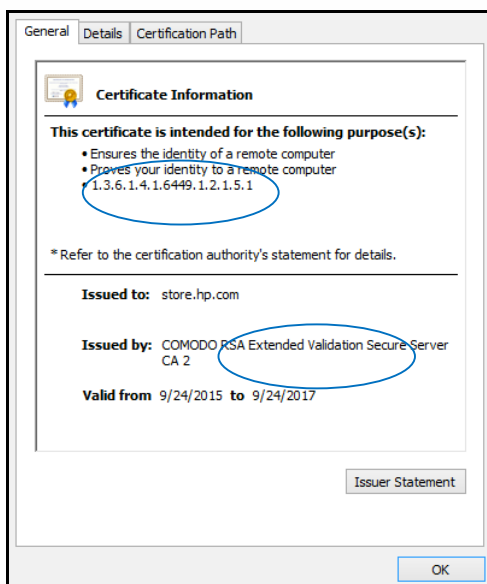 General Details Certification Path
Certificate Information
This certificate is intended for the following purpose(s):
• Ensures the identity of a remote computer
• Proves your identity to a remote computer
• 1.3.6.1.4.1.6449.1.2.1.5.1
* Refer to the certification authority's statement for details.
Issued to: store.hp.com
Issued by: COMODO RSA Extended Validation Secure Server
CA 2
Valid from 9/24/2015 to 9/24/2017
Issuer Statement
OK